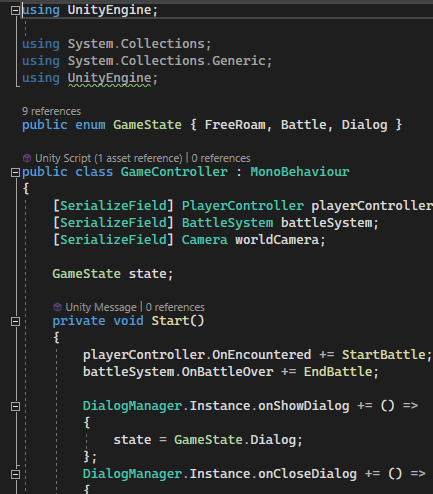 using UnityEngine;
using System.Collections;
using System.Collections.Generic;
using UnityEngine;
9 references
public enum GameState { FreeRoam, Battle, Dialog }
Unity Script (1 asset reference) | 0 references
public class GameController : MonoBehaviour
{
[SerializeField] PlayerController playerController
[SerializeField] BattleSystem battleSystem;
[SerializeField] Camera worldCamera;
GameState state;
Unity Message | 0 references
private void Start()
{
playerController.OnEncountered += StartBattle;
battleSystem.OnBattleOver += EndBattle;
DialogManager.Instance.onShowDialog += () =>
{
state = GameState.Dialog;
};
DialogManager.Instance.onCloseDialog += () =>
{